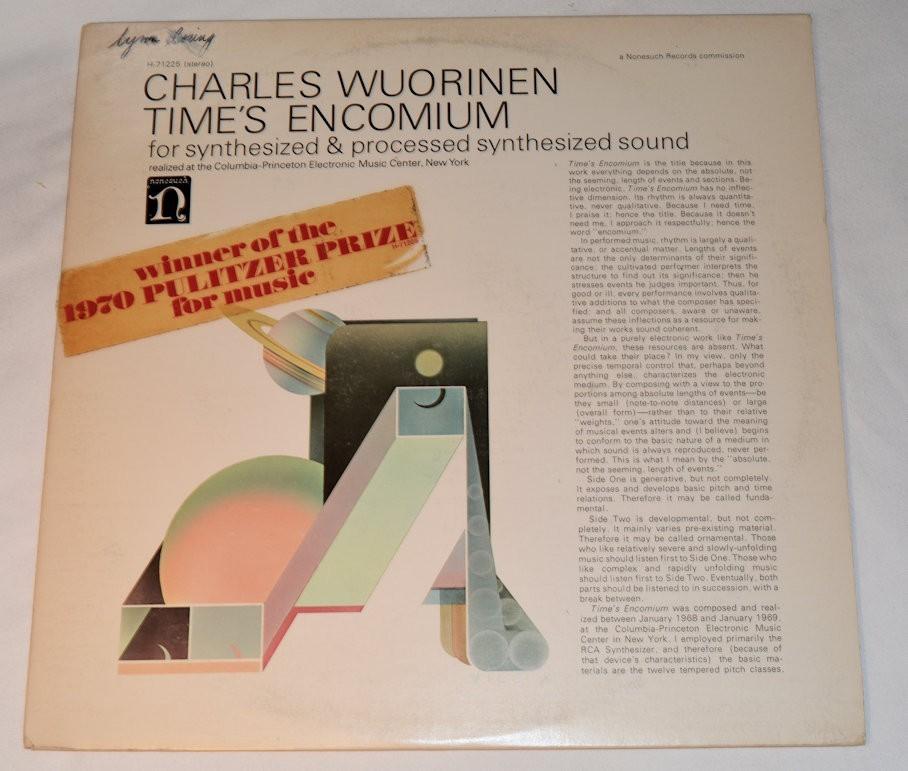 H-71225 (stereo)
a Nonesuch Records commission
CHARLES WUORINEN
TIME'S ENCOMIUM
for synthesized & processed synthesized sound
realized at the Columbia-Princeton Electronic Music Center, New York
nonesuch
n
winner of the
1970 PULITZER PRIZE
H-71225
for music
Time's Encomium is the title because in this
work everything depends on the absolute, not
the seeming, length of events and sections. Be-
ing electronic, Time's Encomium has no inflec-
tive dimension. Its rhythm is always quantita-
tive, never qualitative. Because I need time,
I praise it; hence the title. Because it doesn't
need me, I approach it respectfully; hence the
word "encomium."
In performed music, rhythm is largely a quali-
tative, or accentual matter. Lengths of events
are not the only determinants of their signifi-
cance; the cultivated performer interprets the
structure to find out its significance; then he
stresses events he judges important. Thus, for
good or ill, every performance involves qualita-
tive additions to what the composer has speci-
fied; and all composers, aware or unaware,
assume these inflections as a resource for mak-
ing their works sound coherent.
But in a purely electronic work like Time's
Encomium, these resources are absent. What
could take their place? In my view, only the
precise temporal control that, perhaps beyond
anything else, characterizes the electronic
medium. By composing with a view to the pro-
portions among absolute lengths of events—be
they small (note-to-note distances) or large
(overall form)—rather than to their relative
"weights," one's attitude toward the meaning
of musical events alters and (I believe) begins
to conform to the basic nature of a medium in
which sound is always reproduced, never per-
formed. This is what I mean by the "absolute,
not the seeming, length of events."
Side One is generative, but not completely.
It exposes and develops basic pitch and time
relations. Therefore it may be called funda-
mental.
Side Two is developmental, but not com-
pletely. It mainly varies pre-existing material.
Therefore it may be called ornamental. Those
who like relatively severe and slowly-unfolding
music should listen first to Side One. Those who
like complex and rapidly unfolding music
should listen first to Side Two. Eventually, both
parts should be listened to in succession, with a
break between.
Time's Encomium was composed and real-
ized between January 1968 and January 1969,
at the Columbia-Princeton Electronic Music
Center in New York. I employed primarily the
RCA Synthesizer, and therefore (because of
that device's characteristics) the basic ma-
terials are the twelve tempered pitch classes,